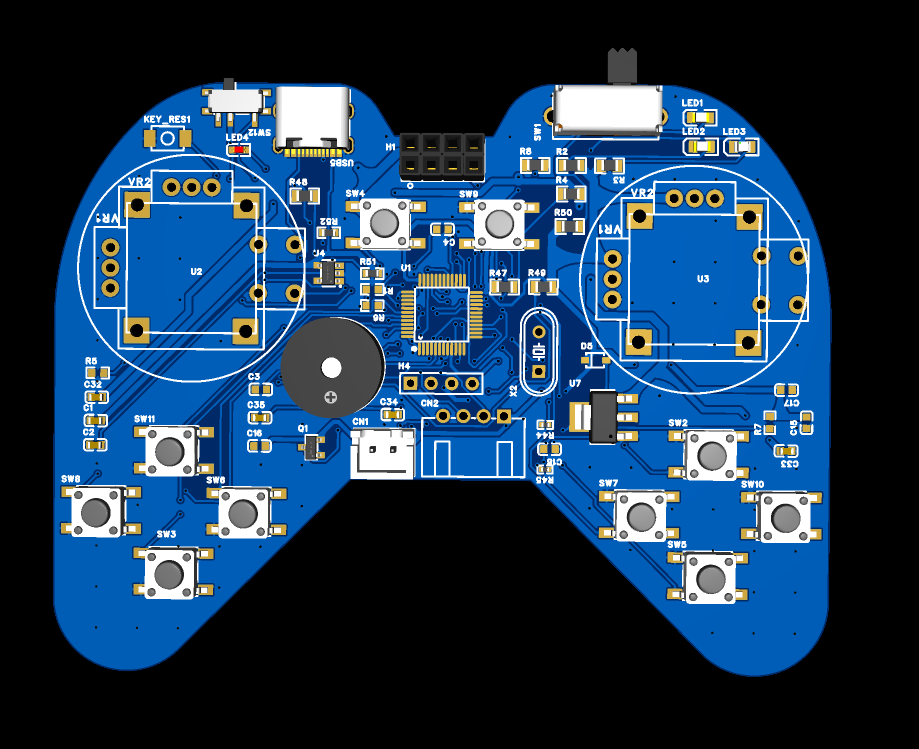 LED1
KEY_RES1
SW12
SW1
LED4
LED2
LED3
H1
USB5
R8
R2
R3
VR2
R48
R4
VR2
SW4
SW9
VR1
R50
R52
C4
VR1
U2
R51
U1
U3
R47
R49
R6
D5
R5
H4
X2
U7
C32
C3
C17
C1
C35
C34
CN2
SW11
CN1
SW2
R7
C15
C2
C16
Q1
R44
C33
SW8
SW6
R45
SW7
SW10
SW3
SW5